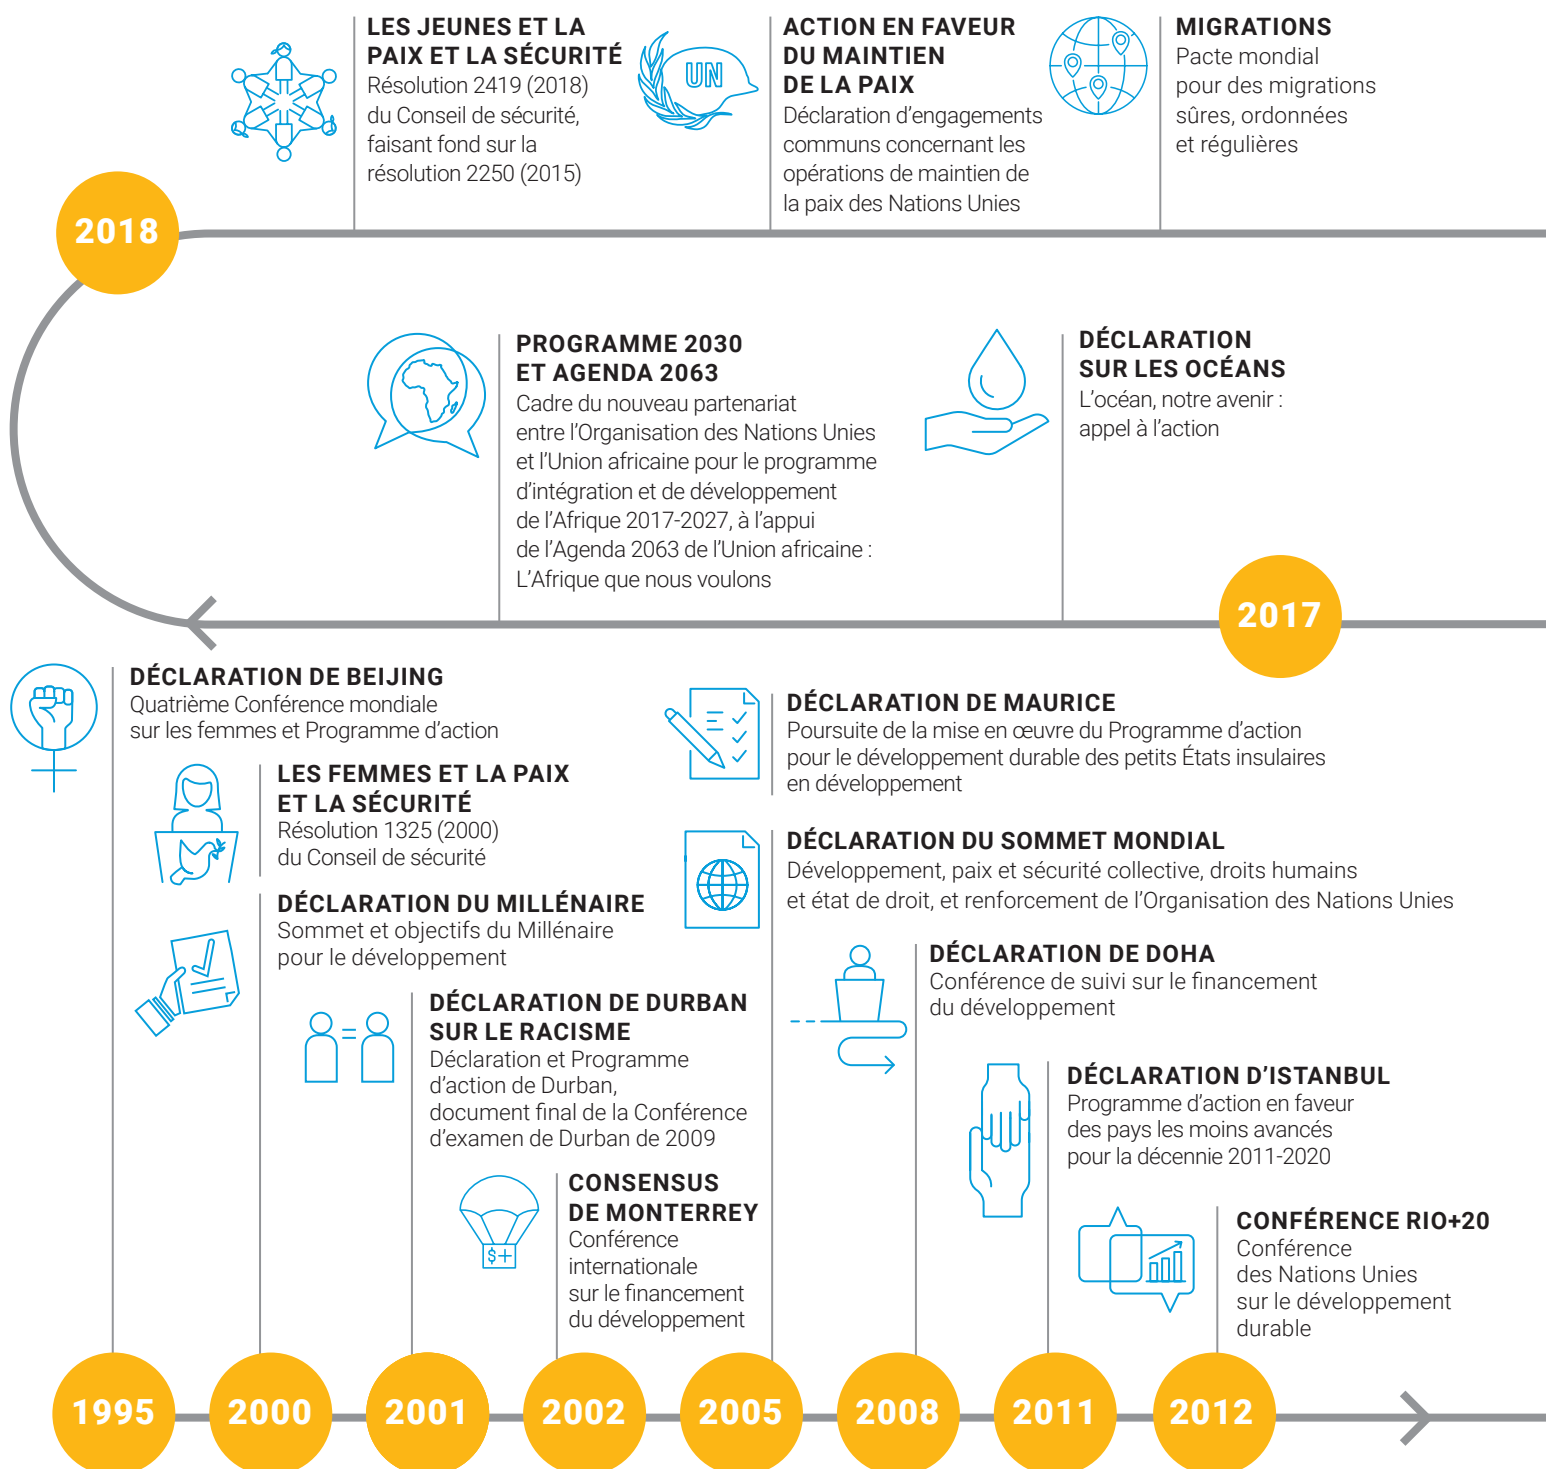 LES JEUNES ET LA
PAIX ET LA SÉCURITÉ
Résolution 2419 (2018)
du Conseil de sécurité,
faisant fond sur la
résolution 2250 (2015)
UN
ACTION EN FAVEUR
DU MAINTIEN
DE LA PAIX
Déclaration d’engagements
communs concernant les
opérations de maintien de
la paix des Nations Unies
MIGRATIONS
Pacte mondial
pour des migrations
sûres, ordonnées
et régulières
2018
PROGRAMME 2030
ET AGENDA 2063
Cadre du nouveau partenariat
entre l’Organisation des Nations Unies
et l’Union africaine pour le programme
d’intégration et de développement
de l’Afrique 2017-2027, à l’appui
de l’Agenda 2063 de l’Union africaine :
L’Afrique que nous voulons
DÉCLARATION
SUR LES OCÉANS
L’océan, notre avenir :
appel à l’action
2017
DÉCLARATION DE BEIJING
Quatrième Conférence mondiale
sur les femmes et Programme d’action
LES FEMMES ET LA PAIX
ET LA SÉCURITÉ
Résolution 1325 (2000)
du Conseil de sécurité
DÉCLARATION DU MILLÉNAIRE
Sommet et objectifs du Millénaire
pour le développement
DÉCLARATION DE DURBAN
SUR LE RACISME
Déclaration et Programme
d’action de Durban,
document final de la Conférence
d’examen de Durban de 2009
$+
CONSENSUS
DE MONTERREY
Conférence
internationale
sur le financement
du développement
DÉCLARATION DE MAURICE
Poursuite de la mise en œuvre du Programme d’action
pour le développement durable des petits États insulaires
en développement
DÉCLARATION DU SOMMET MONDIAL
Développement, paix et sécurité collective, droits humains
et état de droit, et renforcement de l’Organisation des Nations Unies
DÉCLARATION DE DOHA
Conférence de suivi sur le financement
du développement
DÉCLARATION D’ISTANBUL
Programme d’action en faveur
des pays les moins avancés
pour la décennie 2011-2020
CONFÉRENCE RIO+20
Conférence
des Nations Unies
sur le développement
durable
1995
2000
2001
2002
2005
2008
2011
2012